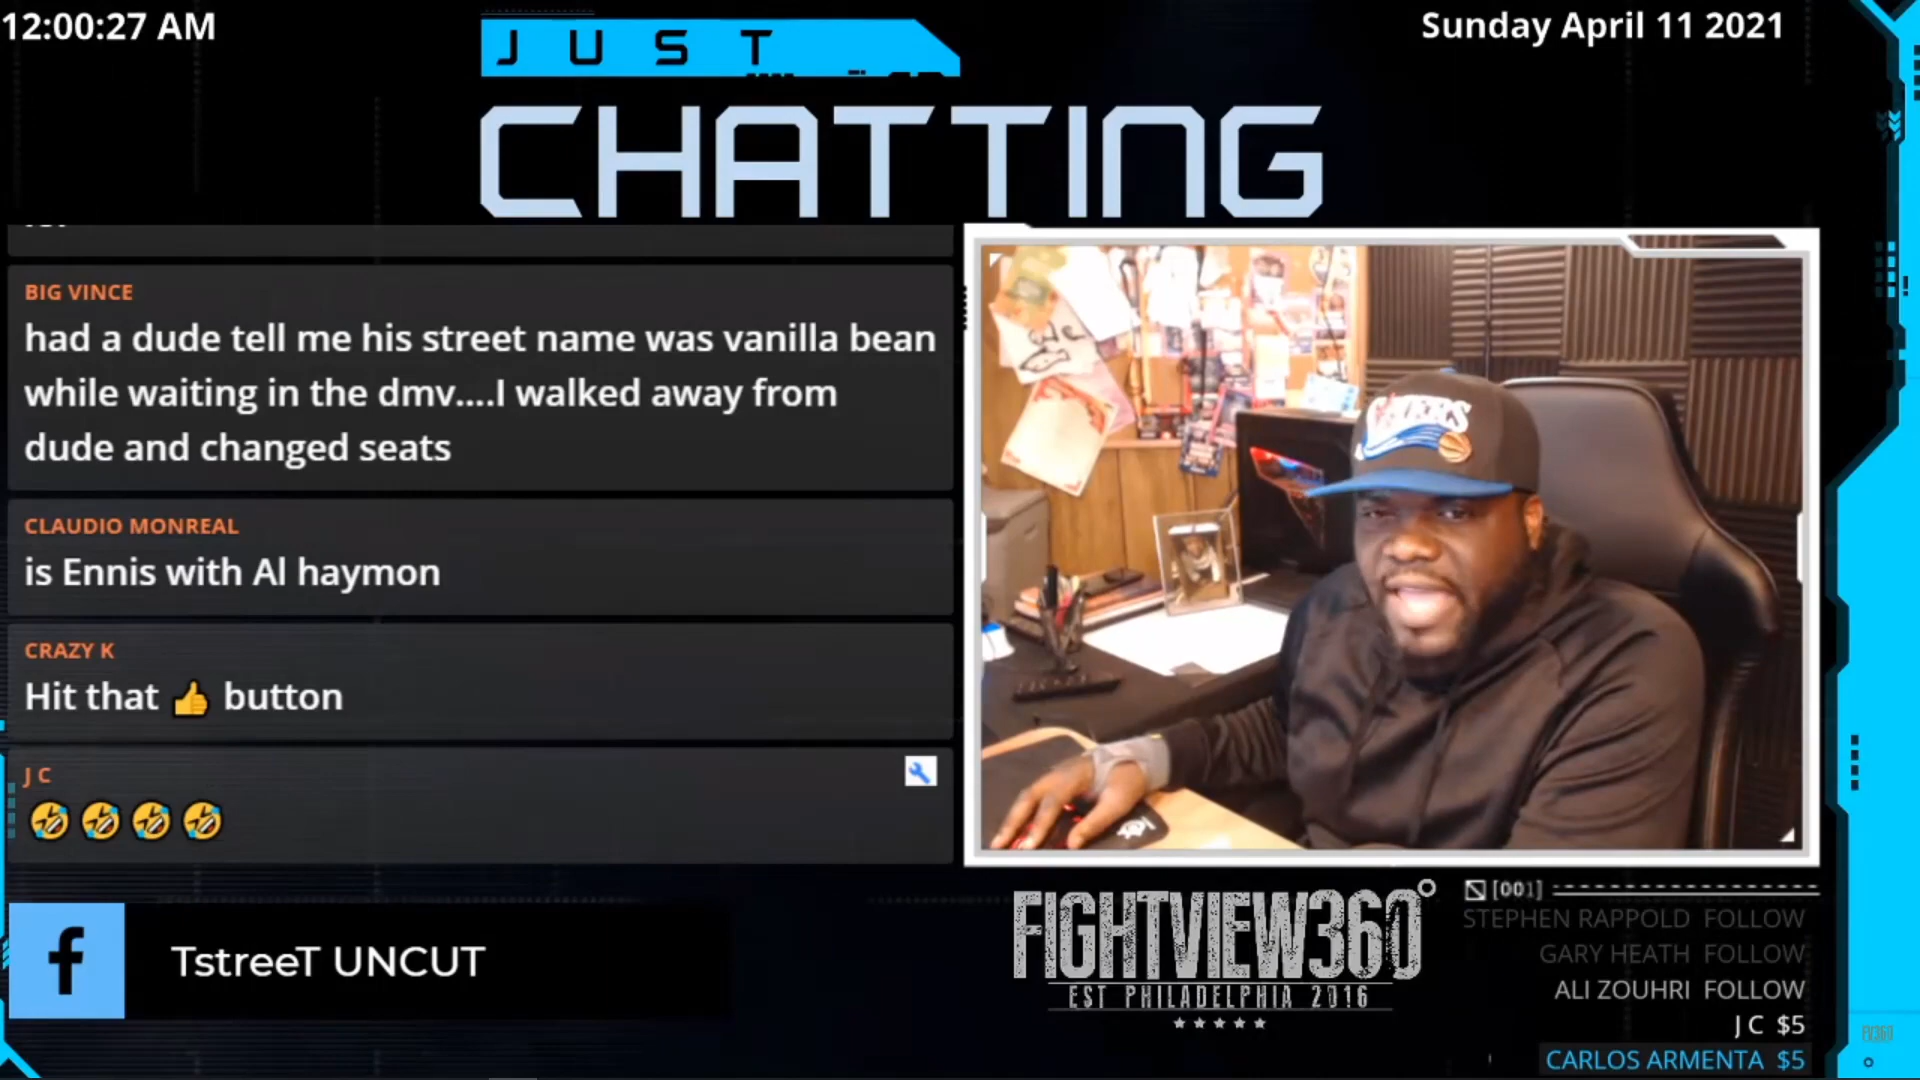 12:00:27 AM
JUST
Sunday April 11 2021
CHATTING
BIG VINCE
had a dude tell me his street name was vanilla bean
while waiting in the dmv....I walked away from
dude and changed seats
CLAUDIO MONREAL
is Ennis with Al haymon
CRAZY K
Hit that 👍 button
J C
🤣🤣🤣🤣
TstreeT UNCUT
FIGHTVIEW360°
EST PHILADELPHIA 2016
[001]
STEPHEN RAPPOLD FOLLOW
GARY HEATH FOLLOW
ALI ZOUHRI FOLLOW
J C $5
CARLOS ARMENTA $5
FV360